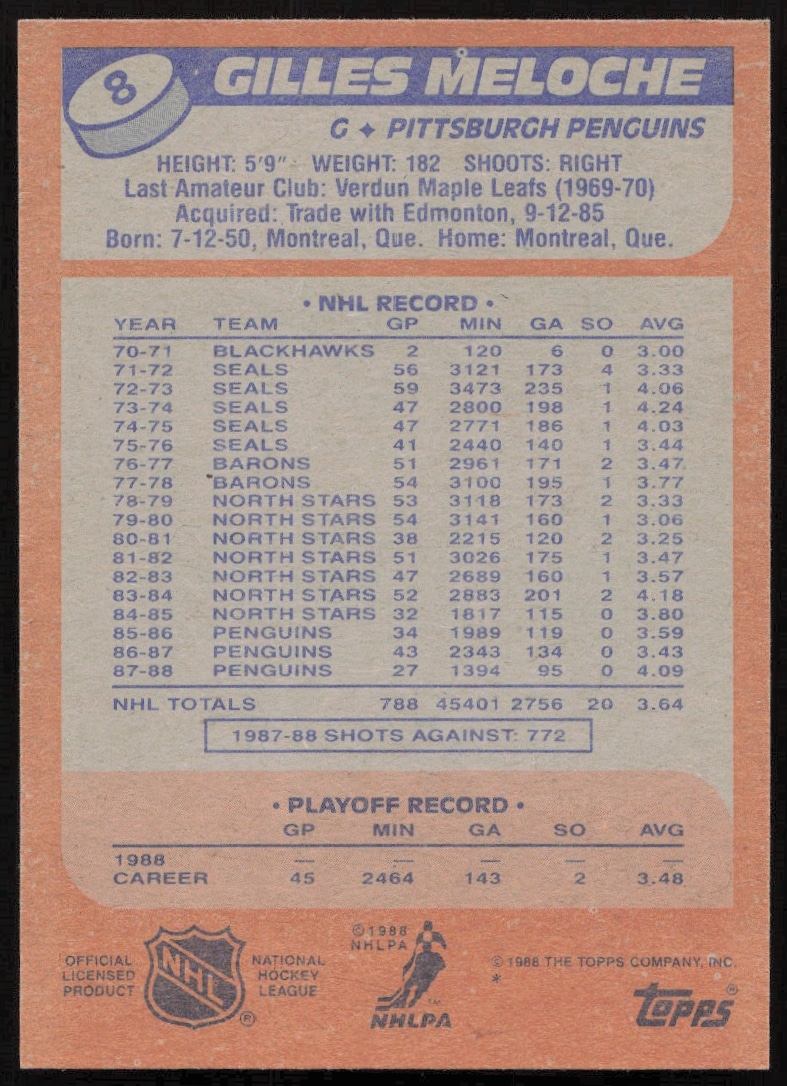 8
GILLES MELOCHE
G ✦ PITTSBURGH PENGUINS
HEIGHT: 5'9" WEIGHT: 182 SHOOTS: RIGHT
Last Amateur Club: Verdun Maple Leafs (1969-70)
Acquired: Trade with Edmonton, 9-12-85
Born: 7-12-50, Montreal, Que. Home: Montreal, Que.
• NHL RECORD •
YEAR TEAM GP MIN GA SO AVG
70-71 BLACKHAWKS 2 120 6 0 3.00
71-72 SEALS 56 3121 173 4 3.33
72-73 SEALS 59 3473 235 1 4.06
73-74 SEALS 47 2800 198 1 4.24
74-75 SEALS 47 2771 186 1 4.03
75-76 SEALS 41 2440 140 1 3.44
76-77 BARONS 51 2961 171 2 3.47
77-78 BARONS 54 3100 195 1 3.77
78-79 NORTH STARS 53 3118 173 2 3.33
79-80 NORTH STARS 54 3141 160 1 3.06
80-81 NORTH STARS 38 2215 120 2 3.25
81-82 NORTH STARS 51 3026 175 1 3.47
82-83 NORTH STARS 47 2689 160 1 3.57
83-84 NORTH STARS 52 2883 201 2 4.18
84-85 NORTH STARS 32 1817 115 0 3.80
85-86 PENGUINS 34 1989 119 0 3.59
86-87 PENGUINS 43 2343 134 0 3.43
87-88 PENGUINS 27 1394 95 0 4.09
NHL TOTALS 788 45401 2756 20 3.64
1987-88 SHOTS AGAINST: 772
• PLAYOFF RECORD •
GP MIN GA SO AVG
1988 — — — — —
CAREER 45 2464 143 2 3.48
OFFICIAL LICENSED PRODUCT
NHL ®
NATIONAL HOCKEY LEAGUE
©1988 NHLPA
NHLPA ™
© 1988 THE TOPPS COMPANY, INC.
*
topps ®